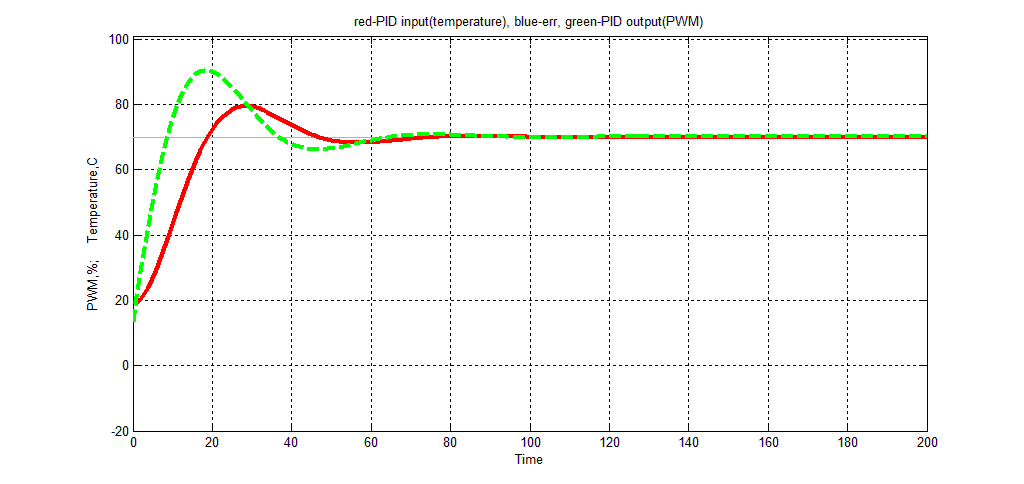 red-PID input(temperature), blue-err, green-PID output(PWM)
100
80
60
40
20
0
-20
PWM,%; Temperature,C
0 20 40 60 80 100 120 140 160 180 200
Time